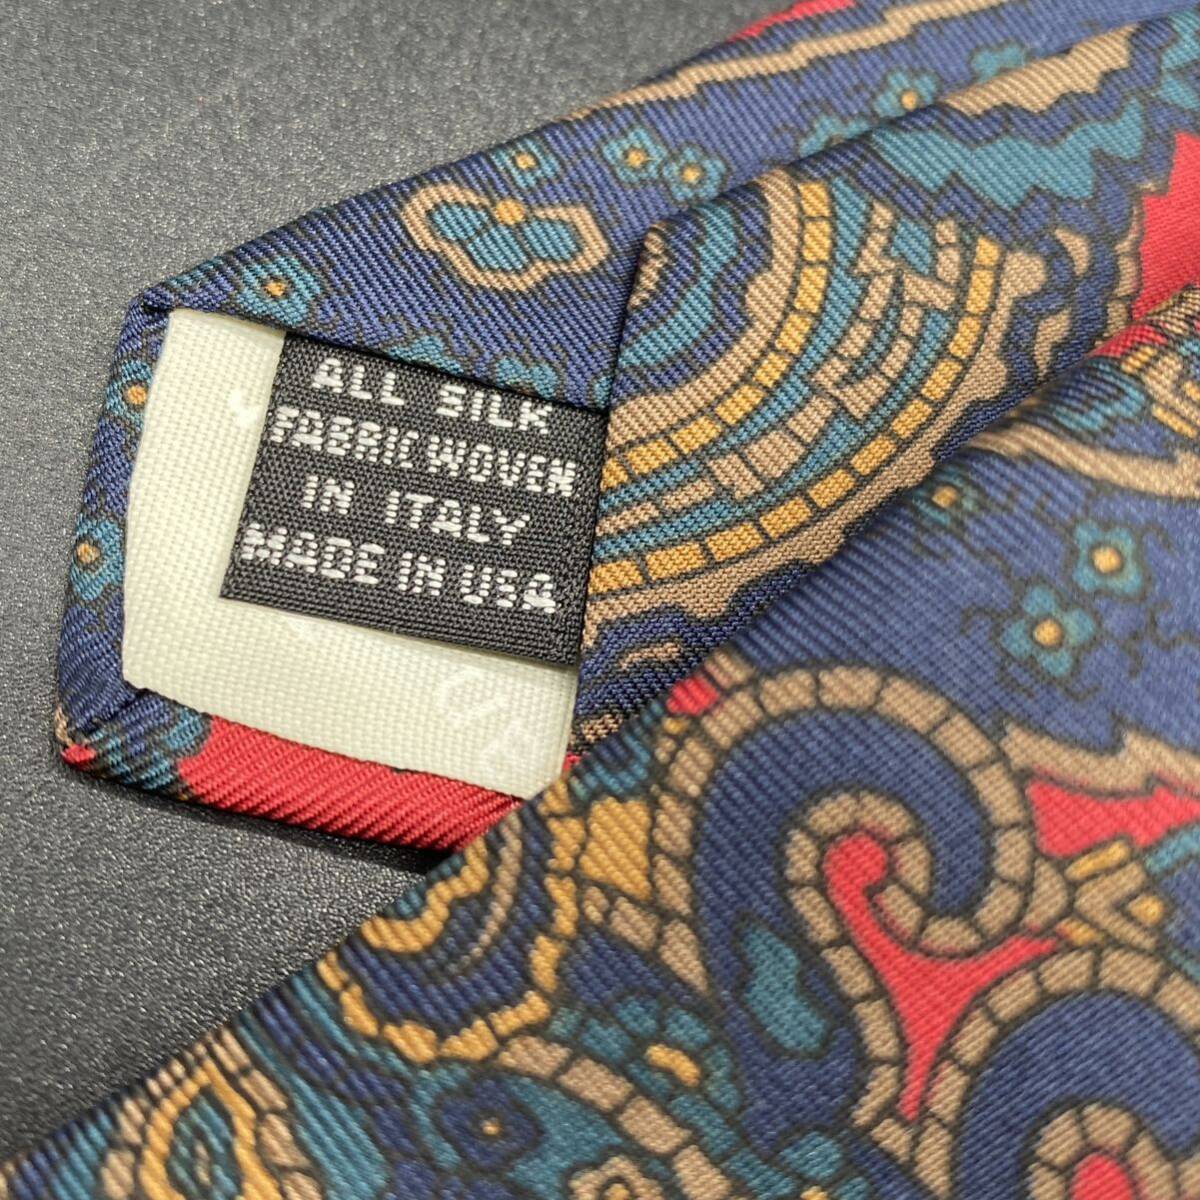 ALL SILK
FABRIC WOVEN
IN ITALY
MADE IN USA